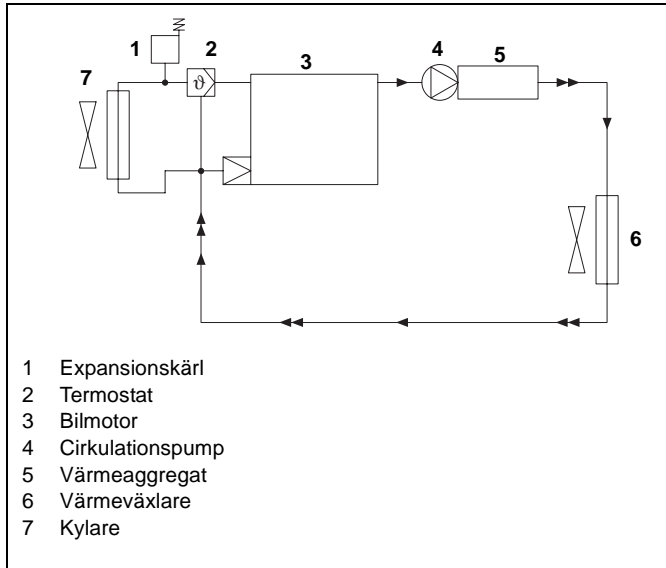 1
2
3
4
5
7
ϑ
6
1 Expansionskärl
2 Termostat
3 Bilmotor
4 Cirkulationspump
5 Värmeaggregat
6 Värmeväxlare
7 Kylare